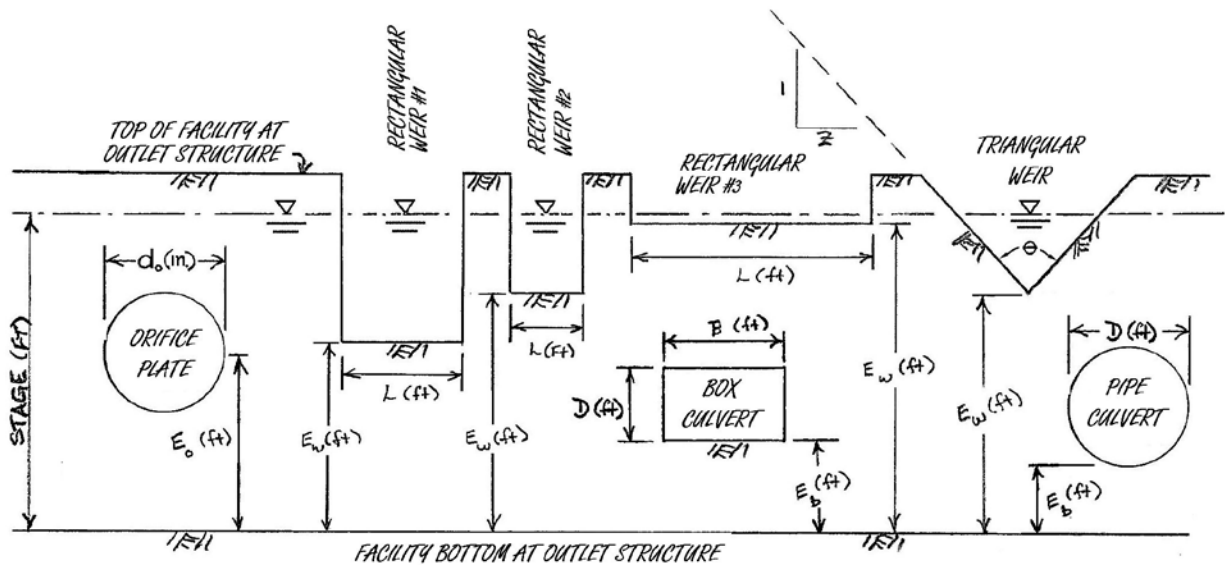 RECTANGULAR
WEIR #1
RECTANGULAR
WEIR #2
1
Z
TOP OF FACILITY AT
OUTLET STRUCTURE
RECTANGULAR
WEIR #3
TRIANGULAR
WEIR
STAGE (FT)
d₀ (in)
ORIFICE
PLATE
E₀ (ft)
L (ft)
E_w (ft)
L (Ft)
E_w (ft)
L (ft)
B (ft)
D (ft)
BOX
CULVERT
E_b (ft)
E_w (ft)
θ
E_w (ft)
D (ft)
PIPE
CULVERT
E_b (ft)
FACILITY BOTTOM AT OUTLET STRUCTURE